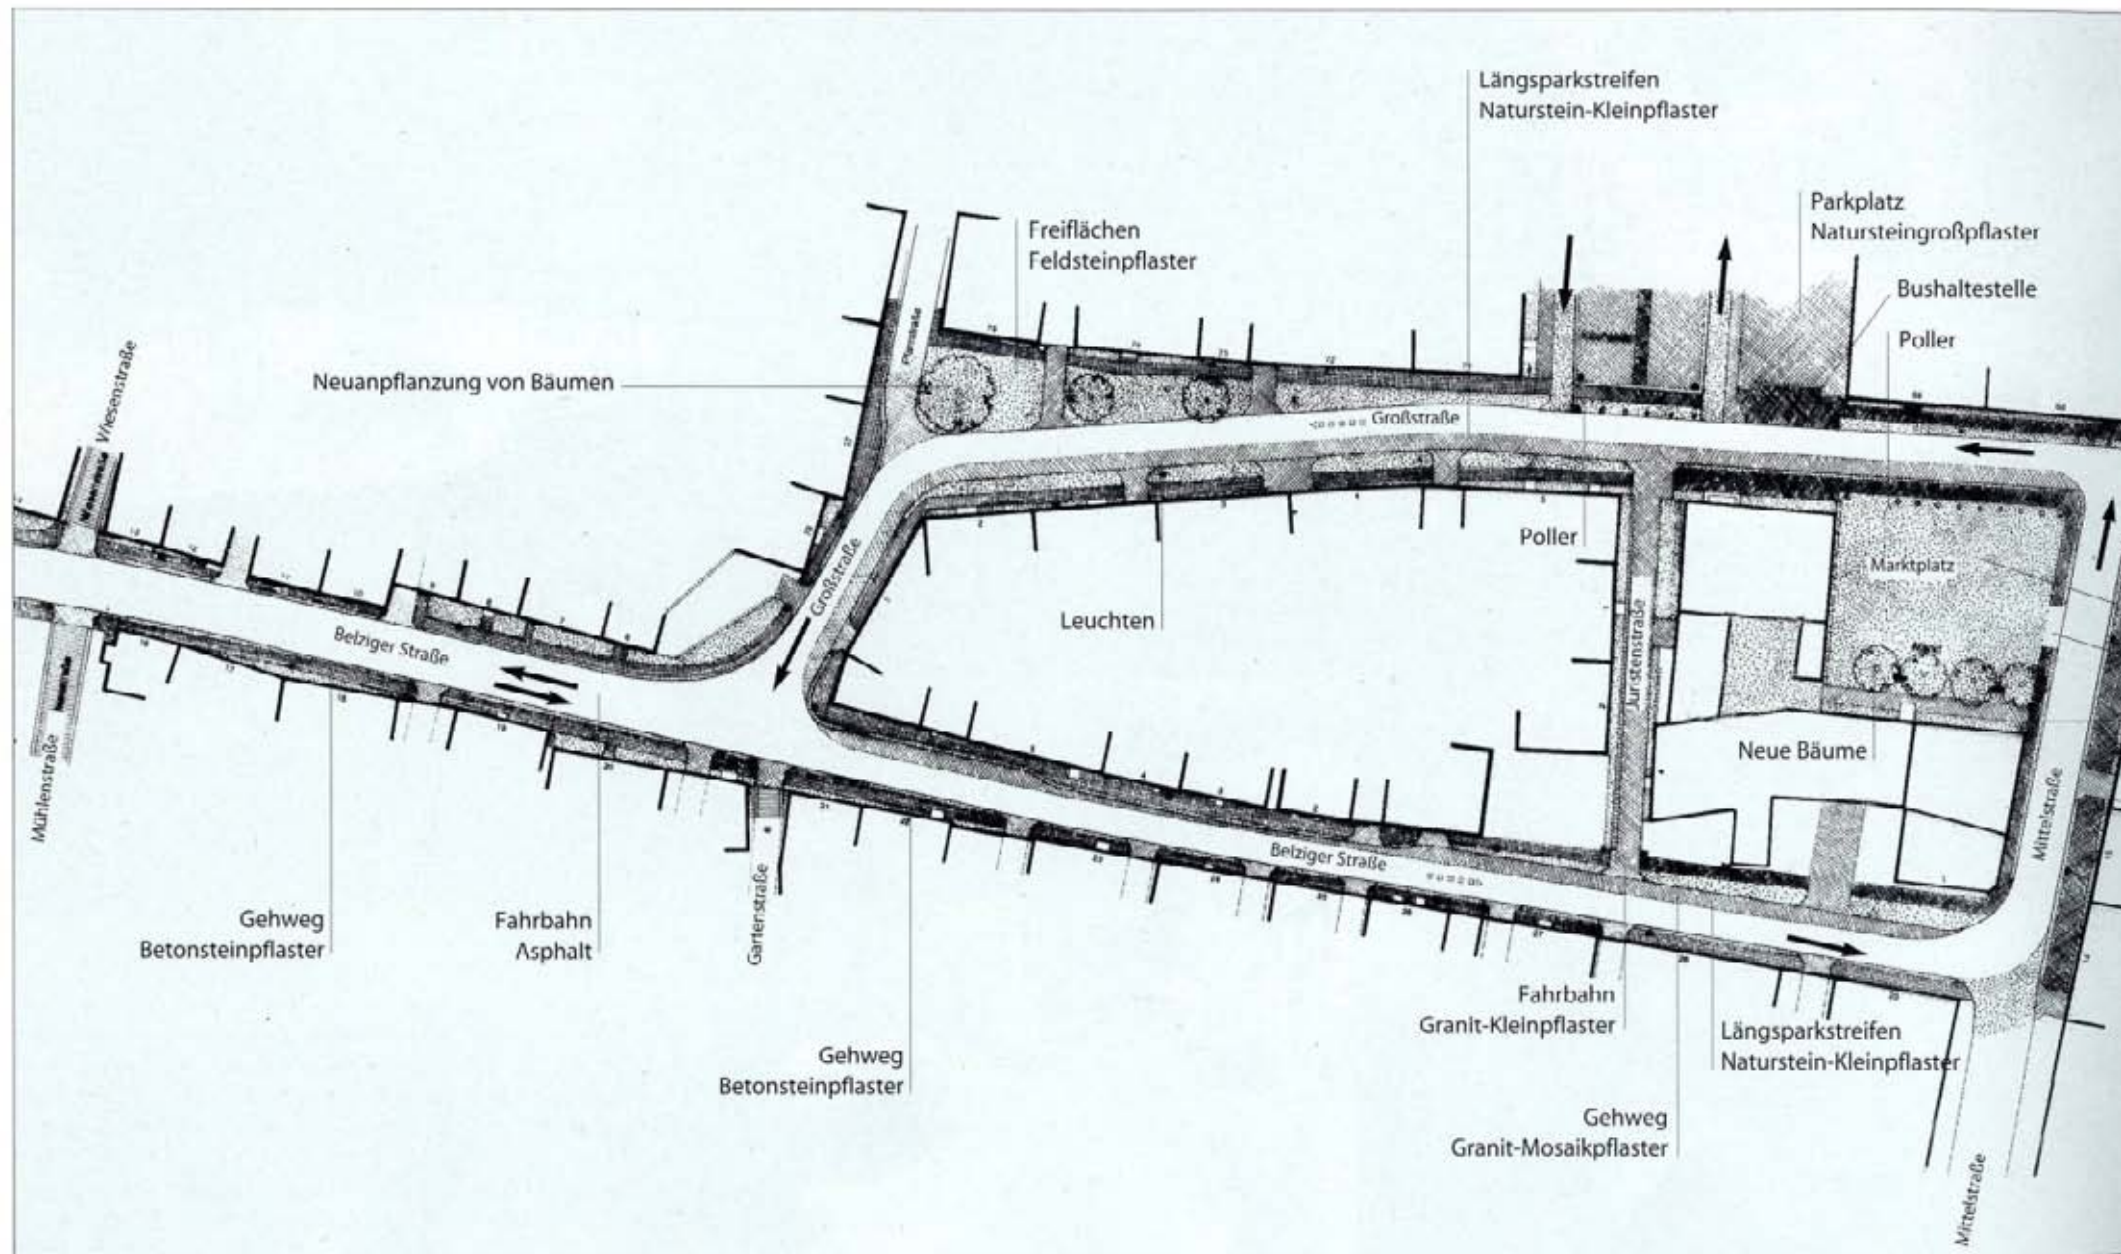 Längsparkstreifen
Naturstein-Kleinpflaster
Parkplatz
Natursteingroßpflaster
Freiflächen
Feldsteinpflaster
Bushaltestelle
Poller
Pfarrstraße
Neuanpflanzung von Bäumen
Wiesenstraße
Großstraße
Poller
Großstraße
Marktplatz
Leuchten
Juristenstraße
Belziger Straße
Neue Bäume
Mühlenstraße
Mittelstraße
Belziger Straße
Gartenstraße
Gehweg
Betonsteinpflaster
Fahrbahn
Asphalt
Fahrbahn
Granit-Kleinpflaster
Längsparkstreifen
Naturstein-Kleinpflaster
Gehweg
Betonsteinpflaster
Gehweg
Granit-Mosaikpflaster
Mittelstraße